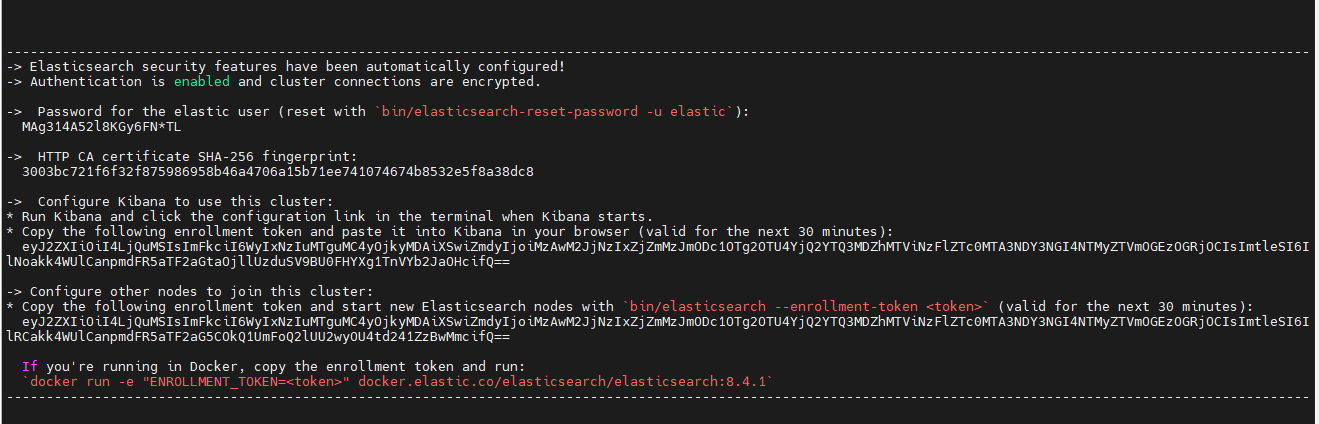 --------------------------------------------------------------------------------
-> Elasticsearch security features have been automatically configured!
-> Authentication is enabled and cluster connections are encrypted.
->  Password for the elastic user (reset with `bin/elasticsearch-reset-password -u elastic`):
MAg314A52l8KGy6FN*TL
->  HTTP CA certificate SHA-256 fingerprint:
3003bc721f6f32f875986958b46a4706a15b71ee741074674b8532e5f8a38dc8
->  Configure Kibana to use this cluster:
* Run Kibana and click the configuration link in the terminal when Kibana starts.
* Copy the following enrollment token and paste it into Kibana in your browser (valid for the next 30 minutes):
eyJ2ZXIiOiI4LjQuMSIsImFkciI6WyIxNzIuMTguMC4yOjkyMDAiXSwiZmdyIjoiMzAwM2JjNzIxZjZmMzJmODc1OTg2OTU4YjQ2YTQ3MDZhMTViNzFlZTc0MTA3NDY3NGI4NTMyZTVmOGEzOGRjOCIsImtleSI6I
lNoakk4WUlCanpmdFR5aTF2aGtaOjllUzduSV9BU0FHYXg1TnVYb2JaOHcifQ==
-> Configure other nodes to join this cluster:
* Copy the following enrollment token and start new Elasticsearch nodes with `bin/elasticsearch --enrollment-token <token>` (valid for the next 30 minutes):
eyJ2ZXIiOiI4LjQuMSIsImFkciI6WyIxNzIuMTguMC4yOjkyMDAiXSwiZmdyIjoiMzAwM2JjNzIxZjZmMzJmODc1OTg2OTU4YjQ2YTQ3MDZhMTViNzFlZTc0MTA3NDY3NGI4NTMyZTVmOGEzOGRjOCIsImtleSI6I
lRCakk4WUlCanpmdFR5aTF2aG5COkQ1UmFoQ2lUU2wyOU4td241ZzBwMmcifQ==
If you're running in Docker, copy the enrollment token and run:
`docker run -e "ENROLLMENT_TOKEN=<token>" docker.elastic.co/elasticsearch/elasticsearch:8.4.1`
--------------------------------------------------------------------------------